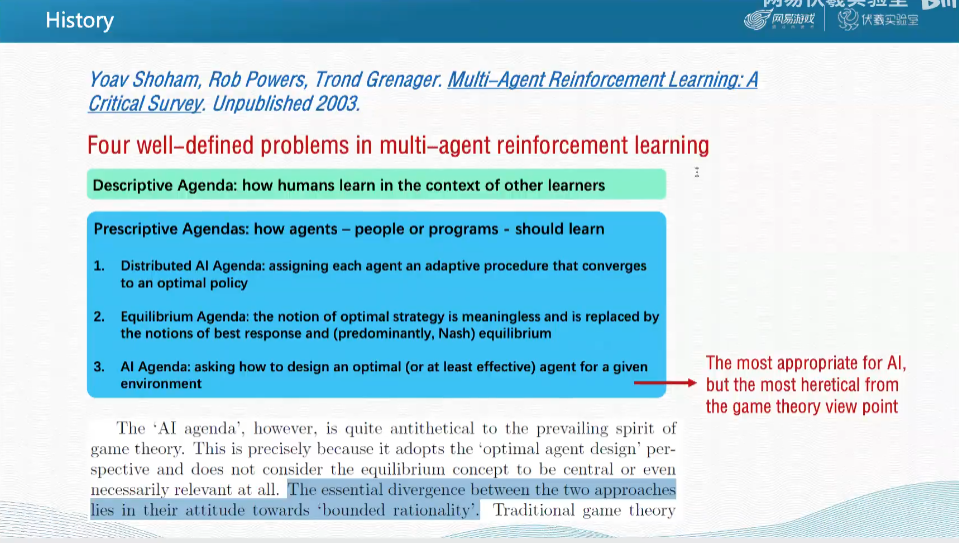 History
网易伏羲实验室
网易游戏
伏羲实验室
Yoav Shoham, Rob Powers, Trond Grenager. Multi–Agent Reinforcement Learning: A
Critical Survey. Unpublished 2003.
Four well–defined problems in multi–agent reinforcement learning
Descriptive Agenda: how humans learn in the context of other learners
Prescriptive Agendas: how agents – people or programs - should learn
1. Distributed AI Agenda: assigning each agent an adaptive procedure that converges
to an optimal policy
2. Equilibrium Agenda: the notion of optimal strategy is meaningless and is replaced by
the notions of best response and (predominantly, Nash) equilibrium
3. AI Agenda: asking how to design an optimal (or at least effective) agent for a given
environment
The most appropriate for AI,
but the most heretical from
the game theory view point
The ‘AI agenda’, however, is quite antithetical to the prevailing spirit of
game theory. This is precisely because it adopts the ‘optimal agent design’ per-
spective and does not consider the equilibrium concept to be central or even
necessarily relevant at all. The essential divergence between the two approaches
lies in their attitude towards ‘bounded rationality’. Traditional game theory